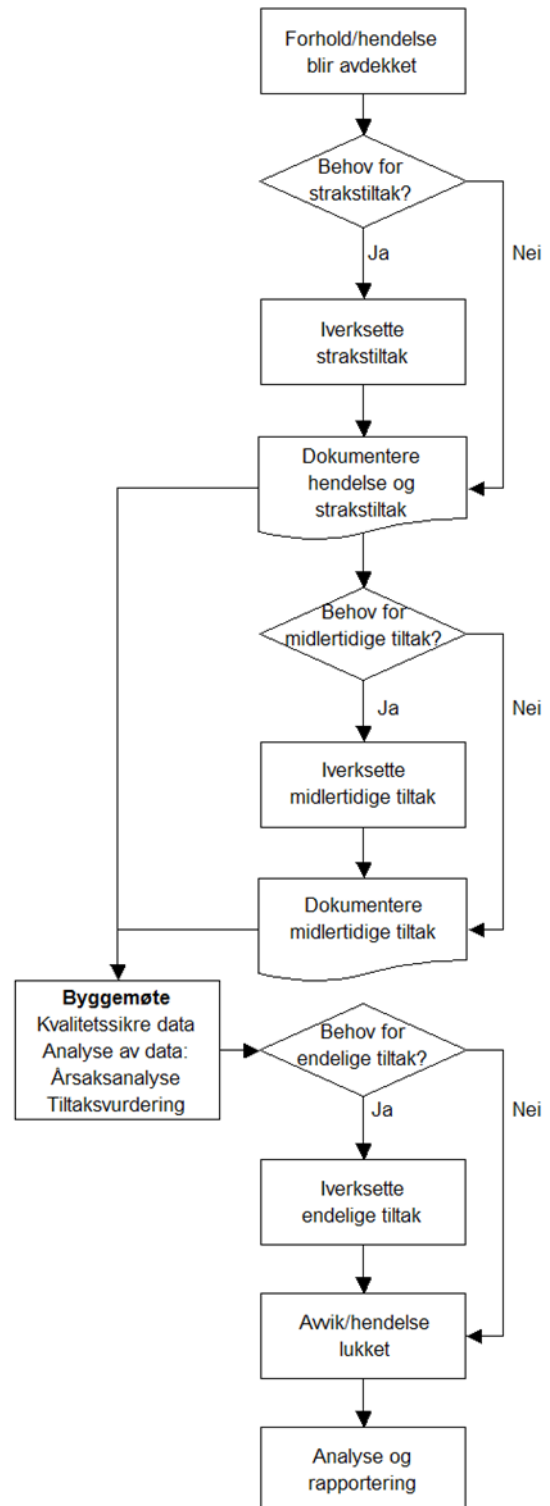 Forhold/hendelse
blir avdekket
Behov for
strakstiltak?
Ja
Nei
Iverksette
strakstiltak
Dokumentere
hendelse og
strakstiltak
Behov for
midlertidige tiltak?
Ja
Nei
Iverksette
midlertidige tiltak
Dokumentere
midlertidige tiltak
Byggemøte
Kvalitetssikre data
Analyse av data:
Årsaksanalyse
Tiltaksvurdering
Behov for
endelige tiltak?
Ja
Nei
Iverksette
endelige tiltak
Avvik/hendelse
lukket
Analyse og
rapportering